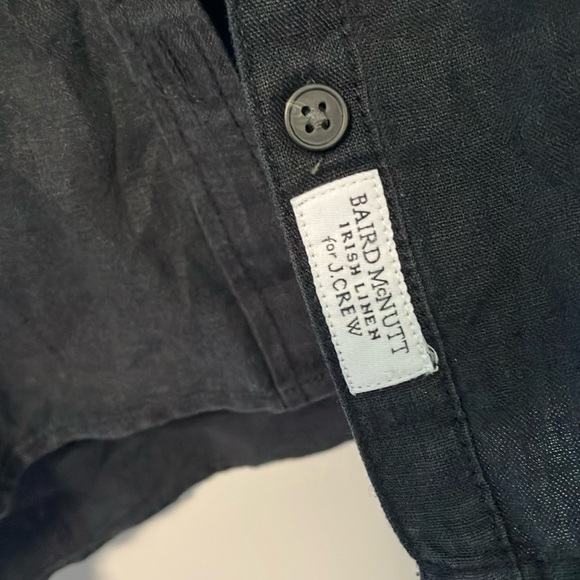 BAIRD McNUTT
IRISH LINEN
for J.CREW